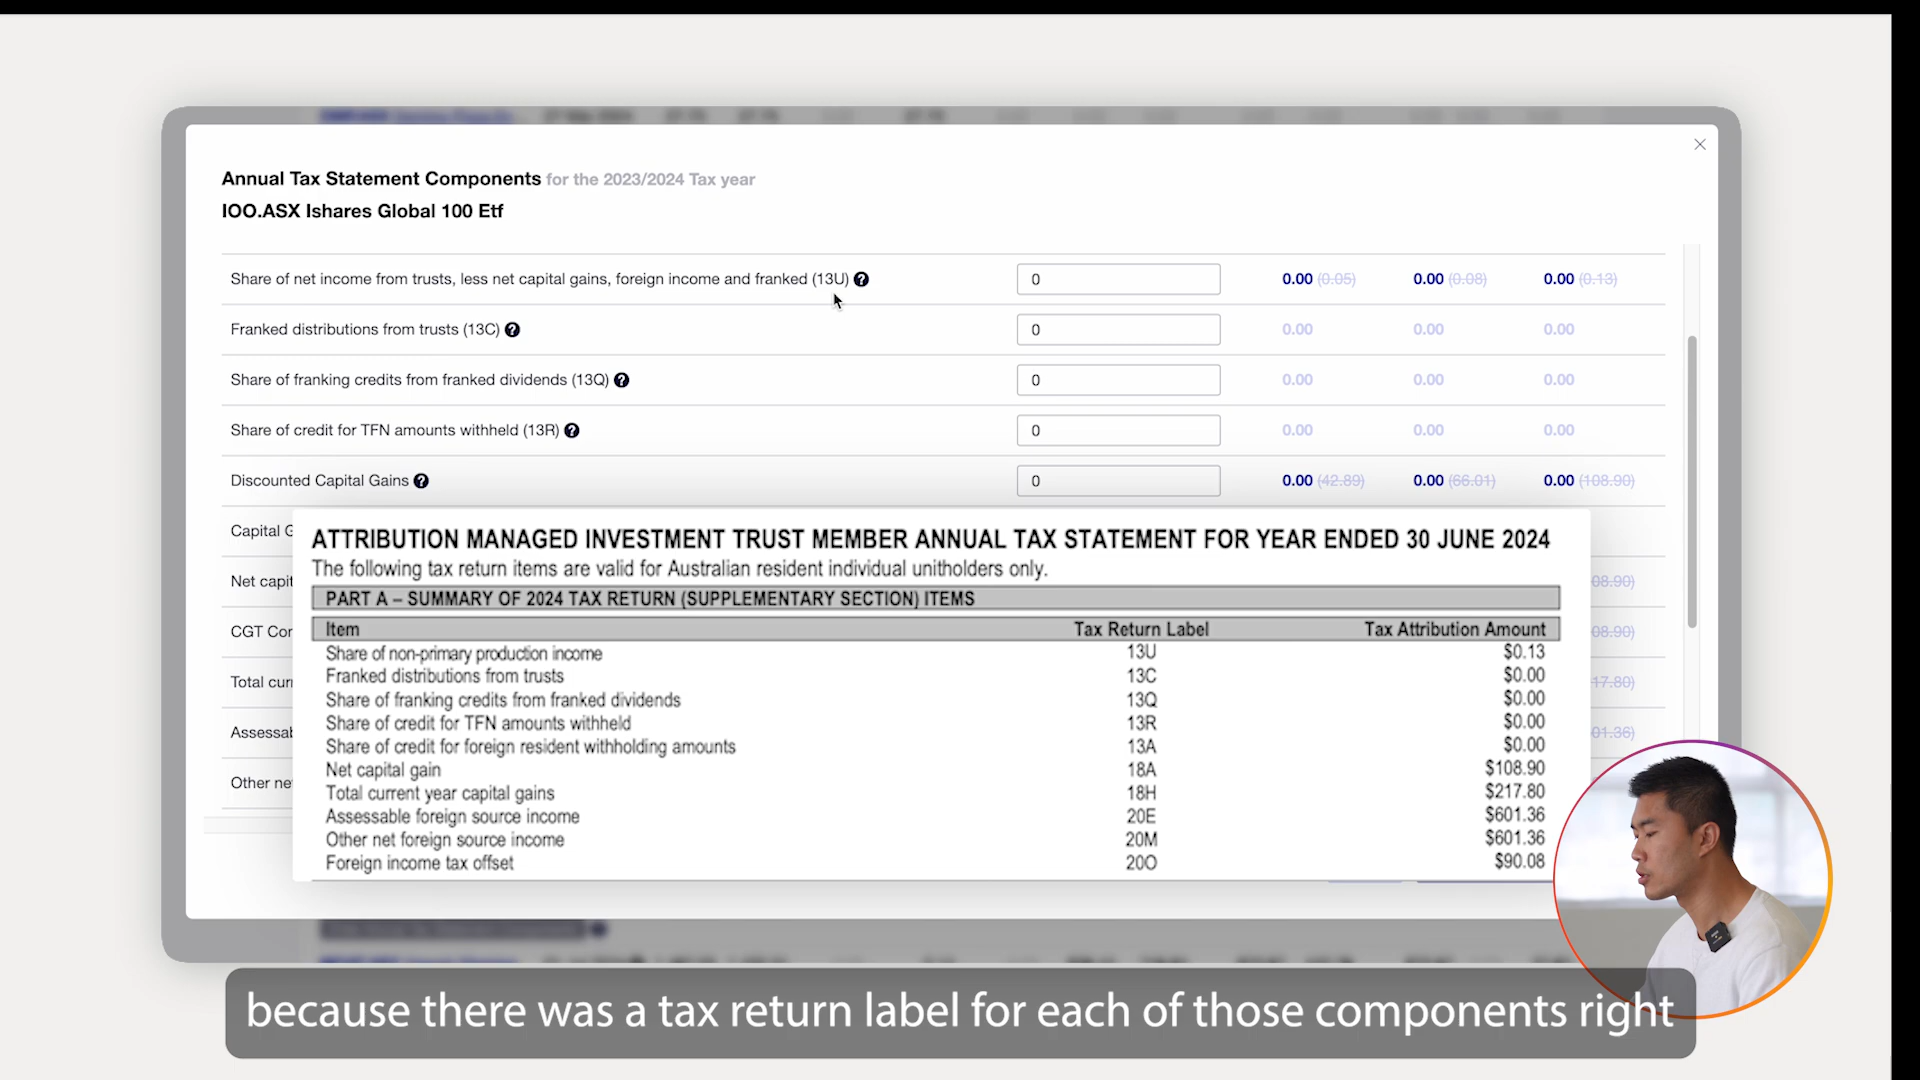 Annual Tax Statement Components for the 2023/2024 Tax year
IOO.ASX Ishares Global 100 Etf
Share of net income from trusts, less net capital gains, foreign income and franked (13U) ? 0 0.00 (0.05) 0.00 (0.08) 0.00 (0.13)
Franked distributions from trusts (13C) ? 0 0.00 0.00 0.00
Share of franking credits from franked dividends (13Q) ? 0 0.00 0.00 0.00
Share of credit for TFN amounts withheld (13R) ? 0 0.00 0.00 0.00
Discounted Capital Gains ? 0 0.00 (42.89) 0.00 (66.01) 0.00 (108.90)
Capital G
Net capit 08.90)
CGT Cor 08.90)
Total curr 17.80)
Assessab 01.36)
Other ne
ATTRIBUTION MANAGED INVESTMENT TRUST MEMBER ANNUAL TAX STATEMENT FOR YEAR ENDED 30 JUNE 2024
The following tax return items are valid for Australian resident individual unitholders only.
PART A – SUMMARY OF 2024 TAX RETURN (SUPPLEMENTARY SECTION) ITEMS
Item Tax Return Label Tax Attribution Amount
Share of non-primary production income 13U $0.13
Franked distributions from trusts 13C $0.00
Share of franking credits from franked dividends 13Q $0.00
Share of credit for TFN amounts withheld 13R $0.00
Share of credit for foreign resident withholding amounts 13A $0.00
Net capital gain 18A $108.90
Total current year capital gains 18H $217.80
Assessable foreign source income 20E $601.36
Other net foreign source income 20M $601.36
Foreign income tax offset 20O $90.08
because there was a tax return label for each of those components right